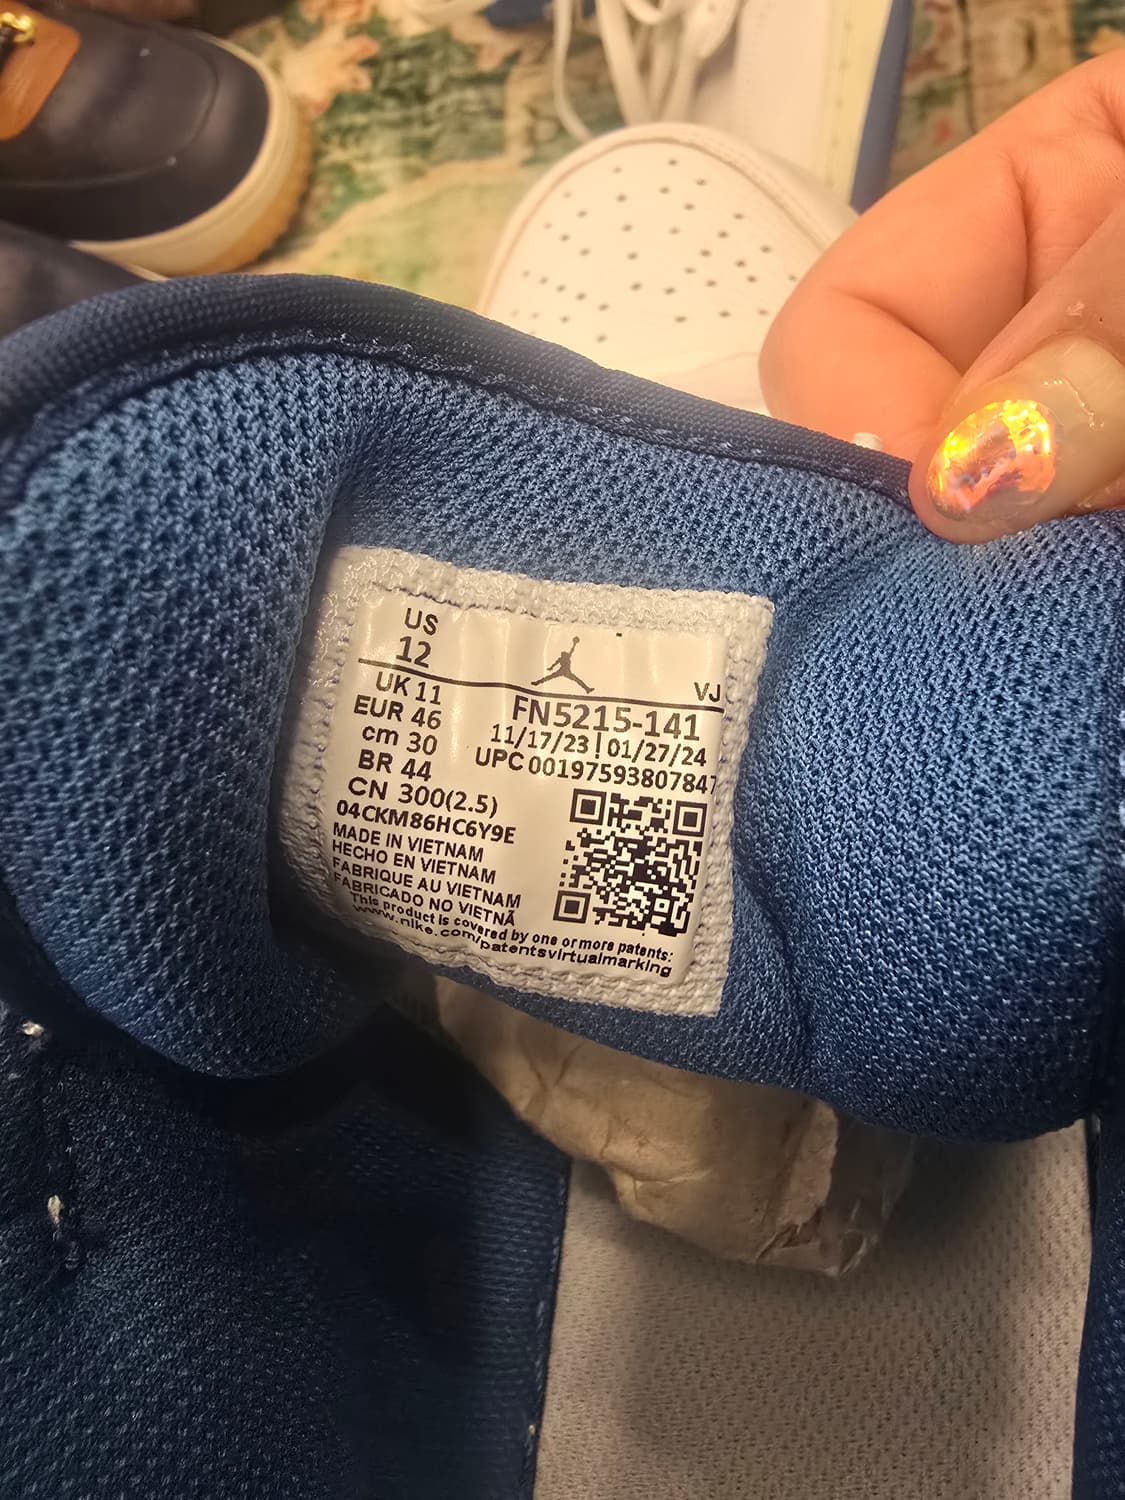 US
12
VJ
UK 11
EUR 46
cm 30
BR 44
CN 300(2.5)
FN5215-141
11/17/23 | 01/27/24
UPC 00197593807847
04CKM86HC6Y9E
MADE IN VIETNAM
HECHO EN VIETNAM
FABRIQUE AU VIETNAM
FABRICADO NO VIETNÃ
This product is covered by one or more patents:
www.nike.com/patentsvirtualmarking